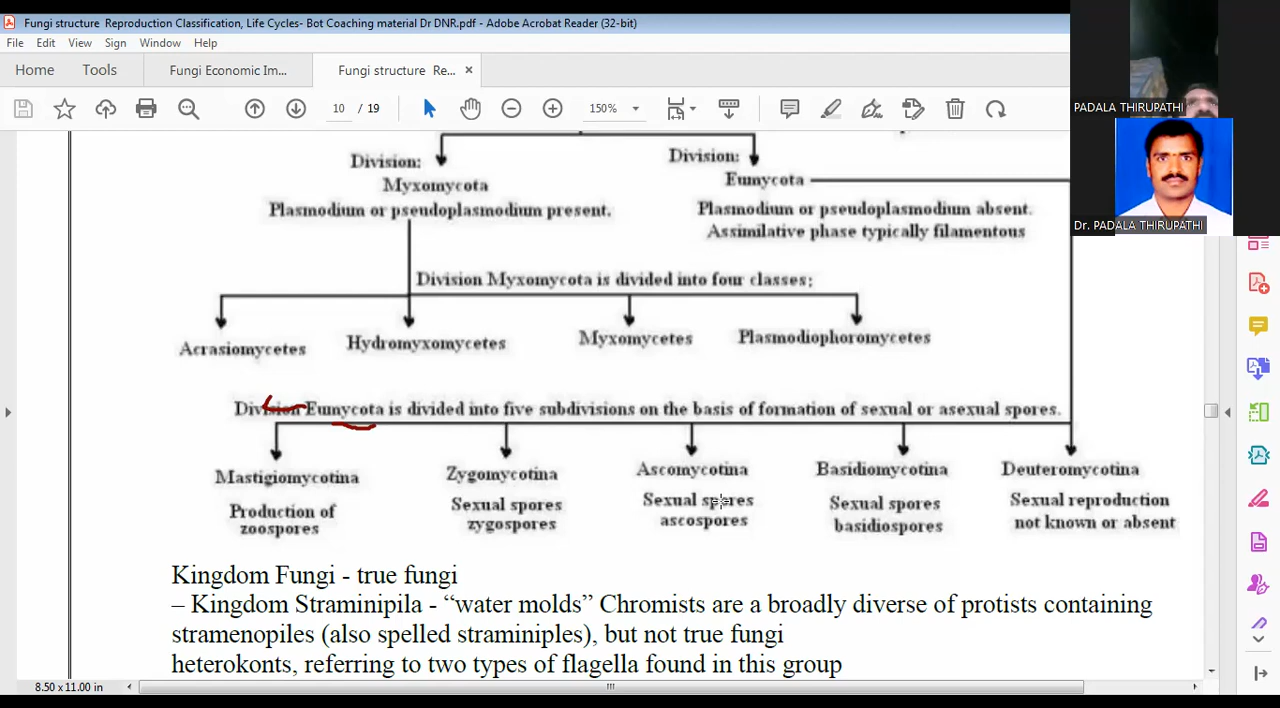 Fungi structure Reproduction Classification, Life Cycles- Bot Coaching material Dr DNR.pdf - Adobe Acrobat Reader (32-bit)
File Edit View Sign Window Help
Home Tools Fungi Economic Im... Fungi structure Re... ×
10 / 19 150%
PADALA THIRUPATHI
Dr. PADALA THIRUPATHI
Division: Division:
Myxomycota Eumycota
Plasmodium or pseudoplasmodium present. Plasmodium or pseudoplasmodium absent.
Assimilative phase typically filamentous
Division Myxomycota is divided into four classes;
Acrasiomycetes Hydromyxomycetes Myxomycetes Plasmodiophoromycetes
Division Eumycota is divided into five subdivisions on the basis of formation of sexual or asexual spores.
Mastigiomycotina Zygomycotina Ascomycotina Basidiomycotina Deuteromycotina
Production of Sexual spores Sexual spores Sexual spores Sexual reproduction
zoospores zygospores ascospores basidiospores not known or absent
Kingdom Fungi - true fungi
– Kingdom Straminipila - “water molds” Chromists are a broadly diverse of protists containing
stramenopiles (also spelled straminiples), but not true fungi
heterokonts, referring to two types of flagella found in this group
8.50 x 11.00 in